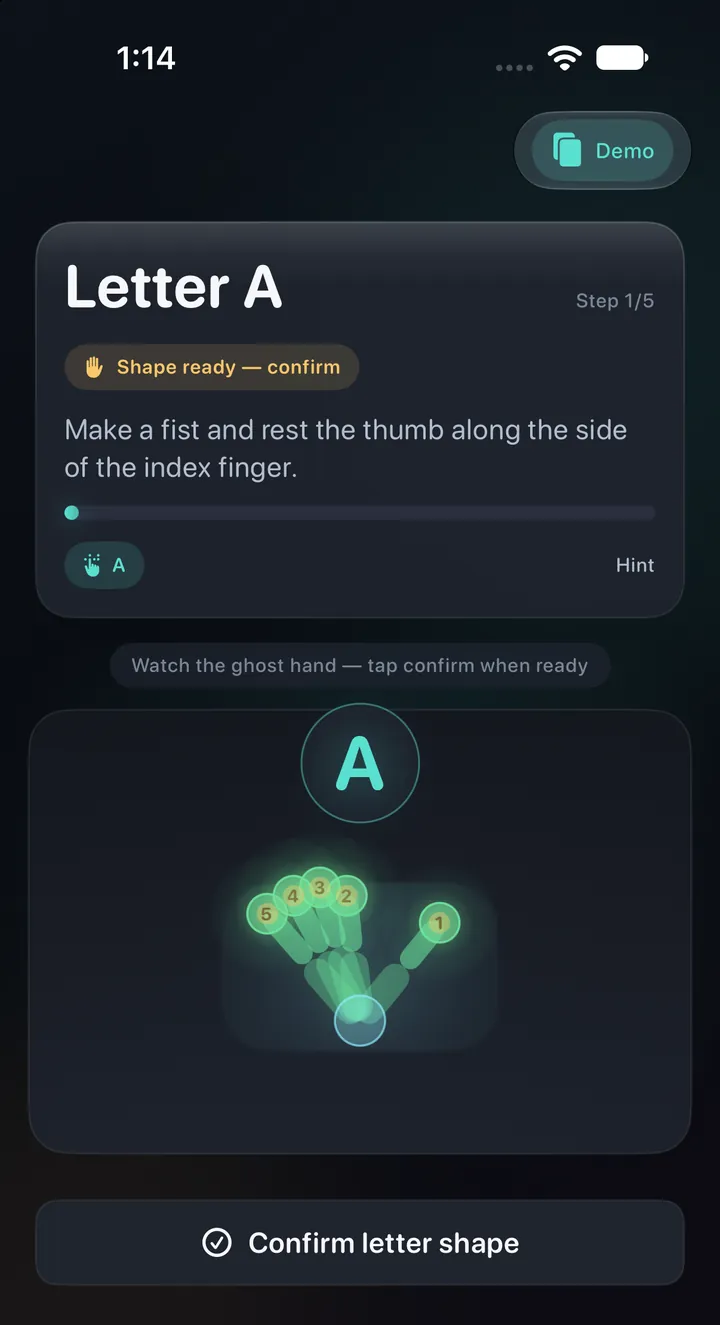 1:14
Demo
Letter A
Step 1/5
Shape ready — confirm
Make a fist and rest the thumb along the side
of the index finger.
A
Hint
Watch the ghost hand — tap confirm when ready
A
5
4
3
2
1
Confirm letter shape